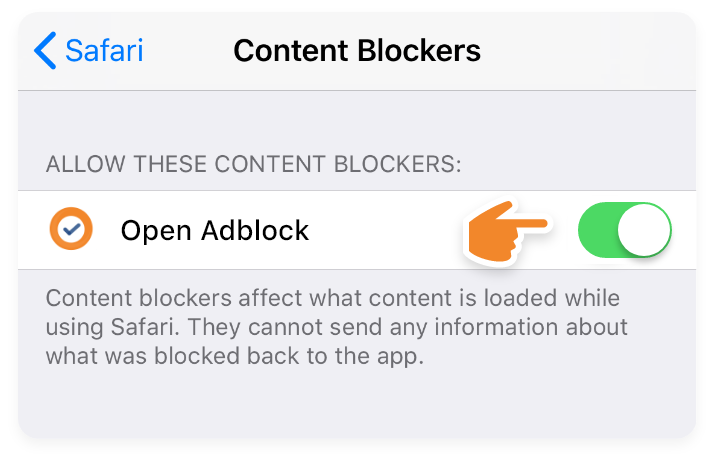 Safari
Content Blockers
ALLOW THESE CONTENT BLOCKERS:
Open Adblock
Content blockers affect what content is loaded while
using Safari. They cannot send any information about
what was blocked back to the app.